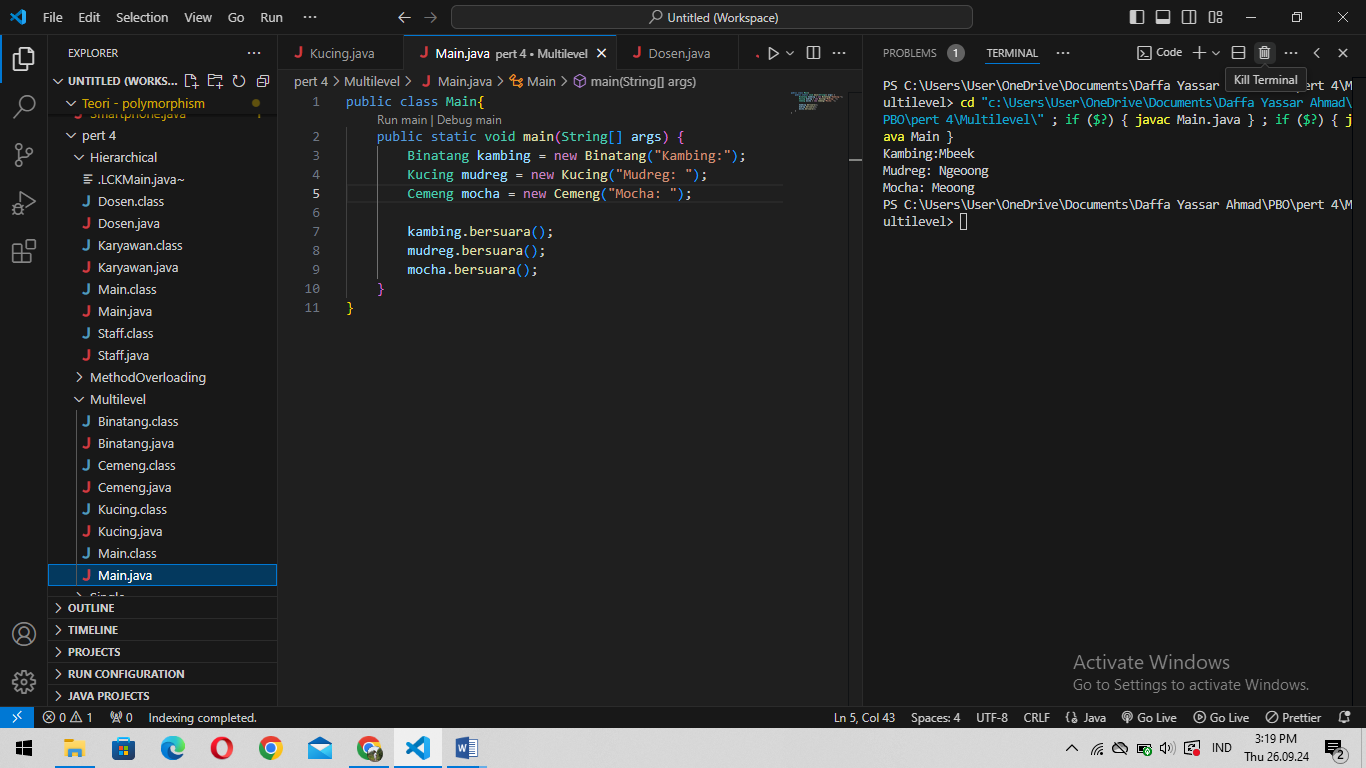 File Edit Selection View Go Run ··· Untitled (Workspace)
EXPLORER ···
UNTITLED (WORKS...
Teori - polymorphism
Smartphone.java
pert 4
Hierarchical
.LCKMain.java~
Dosen.class
Dosen.java
Karyawan.class
Karyawan.java
Main.class
Main.java
Staff.class
Staff.java
MethodOverloading
Multilevel
Binatang.class
Binatang.java
Cemeng.class
Cemeng.java
Kucing.class
Kucing.java
Main.class
Main.java
OUTLINE
TIMELINE
PROJECTS
RUN CONFIGURATION
JAVA PROJECTS
Kucing.java Main.java pert 4 • Multilevel Dosen.java
pert 4 > Multilevel > Main.java > Main > main(String[] args)
1 public class Main{
Run main | Debug main
2 public static void main(String[] args) {
3 Binatang kambing = new Binatang("Kambing:");
4 Kucing mudreg = new Kucing("Mudreg: ");
5 Cemeng mocha = new Cemeng("Mocha: ");
6
7 kambing.bersuara();
8 mudreg.bersuara();
9 mocha.bersuara();
10 }
11 }
PROBLEMS 1 TERMINAL ··· Code
Kill Terminal
PS C:\Users\User\OneDrive\Documents\Daffa Yassar Ahmad\PBO\pert 4\M
ultilevel> cd "c:\Users\User\OneDrive\Documents\Daffa Yassar Ahmad\
PBO\pert 4\Multilevel\" ; if ($?) { javac Main.java } ; if ($?) { j
ava Main }
Kambing:Mbeek
Mudreg: Ngeoong
Mocha: Meoong
PS C:\Users\User\OneDrive\Documents\Daffa Yassar Ahmad\PBO\pert 4\M
ultilevel>
Activate Windows
Go to Settings to activate Windows.
0 1 0 Indexing completed. Ln 5, Col 43 Spaces: 4 UTF-8 CRLF Java Go Live Go Live Prettier
IND
3:19 PM
Thu 26.09.24
2